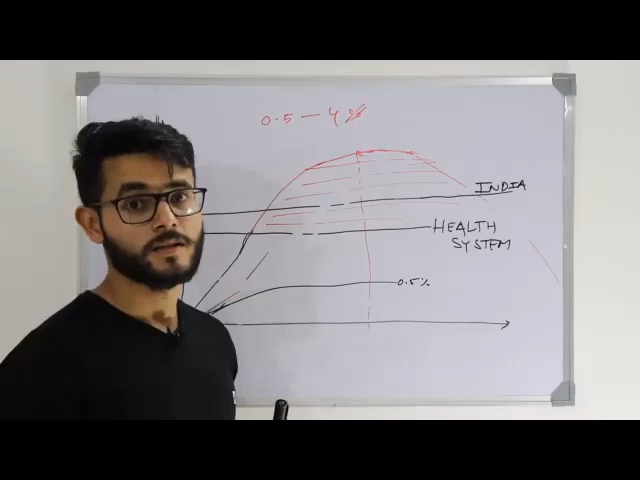 0.5 — 4%
INDIA
HEALTH
SYSTEM
0.5%